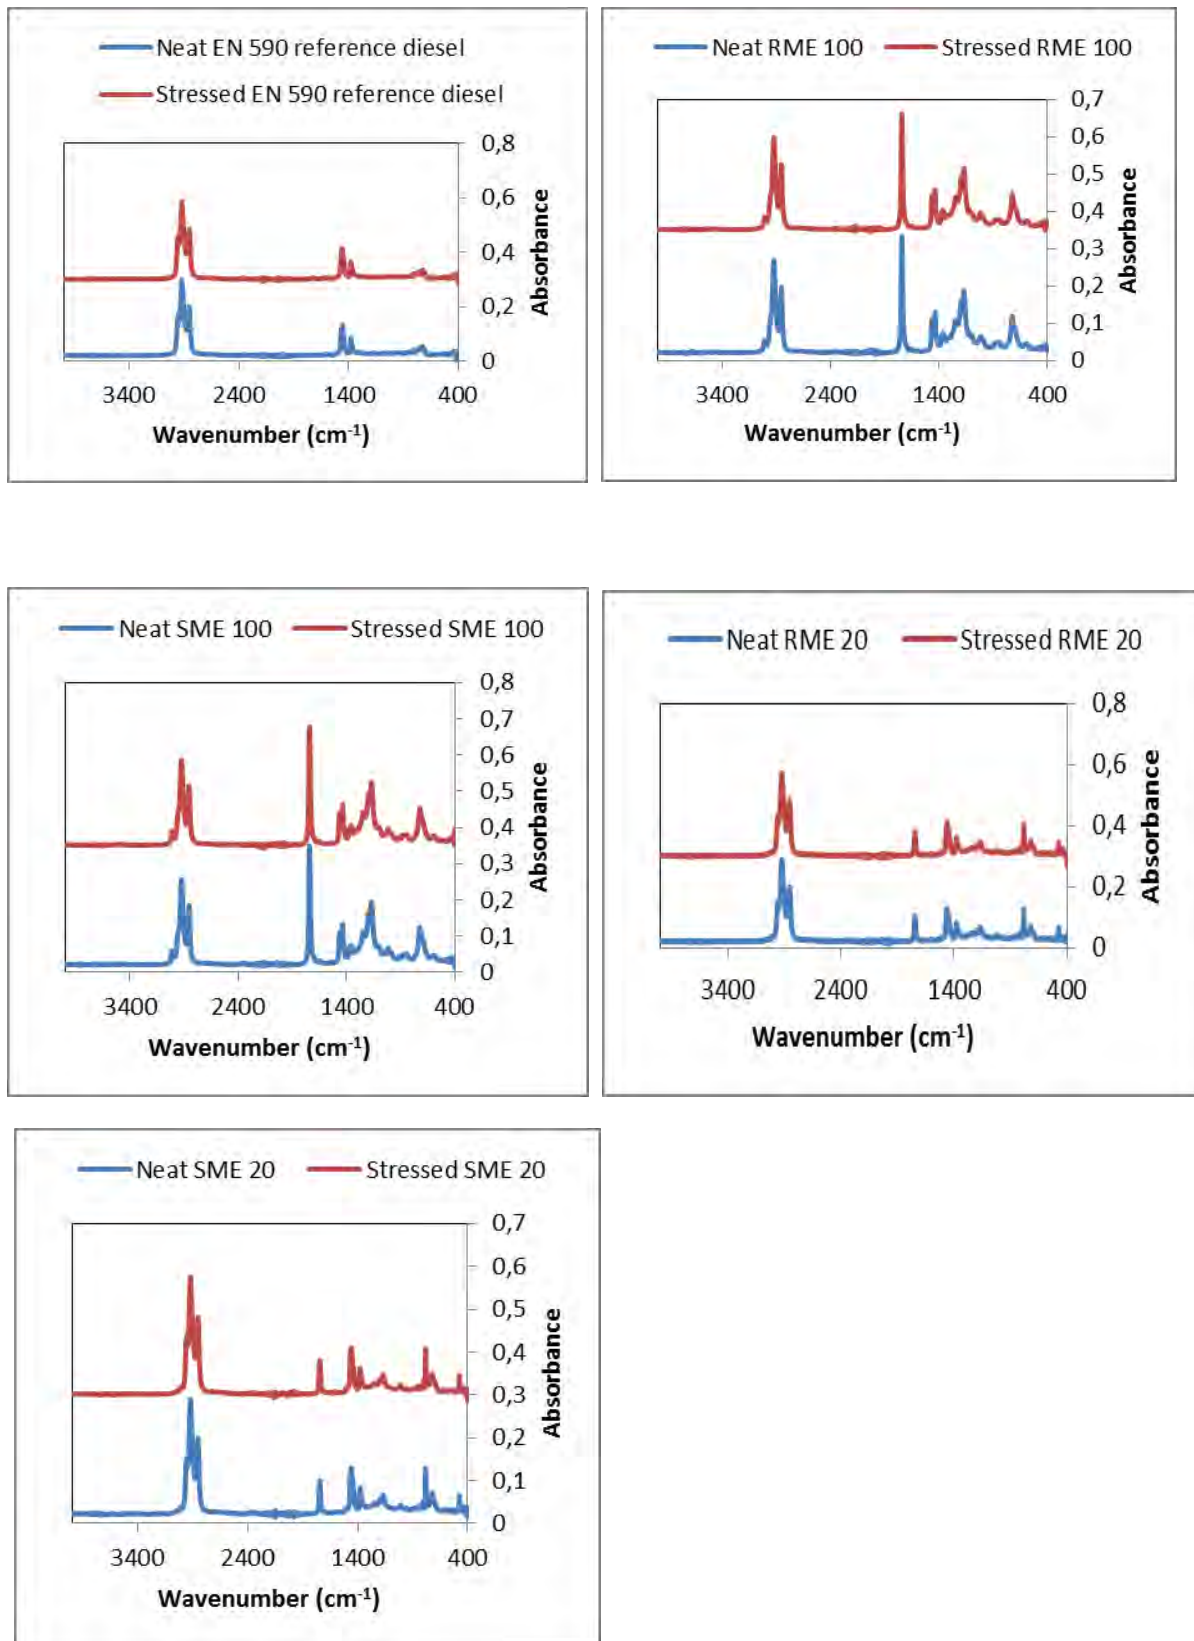 Neat EN 590 reference diesel
Stressed EN 590 reference diesel
0,8
0,6
0,4
0,2
0
Absorbance
3400 2400 1400 400
Wavenumber (cm-1)
Neat RME 100 Stressed RME 100
0,7
0,6
0,5
0,4
0,3
0,2
0,1
0
Absorbance
3400 2400 1400 400
Wavenumber (cm-1)
Neat SME 100 Stressed SME 100
0,8
0,7
0,6
0,5
0,4
0,3
0,2
0,1
0
Absorbance
3400 2400 1400 400
Wavenumber (cm-1)
Neat RME 20 Stressed RME 20
0,8
0,6
0,4
0,2
0
Absorbance
3400 2400 1400 400
Wavenumber (cm-1)
Neat SME 20 Stressed SME 20
0,7
0,6
0,5
0,4
0,3
0,2
0,1
0
Absorbance
3400 2400 1400 400
Wavenumber (cm-1)